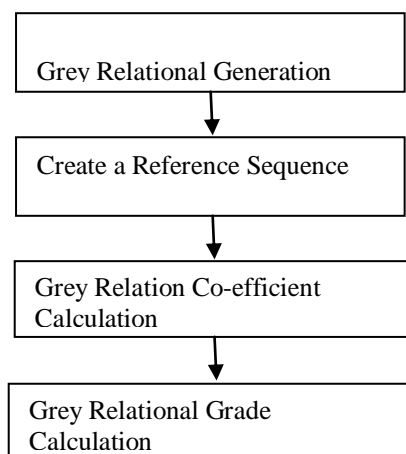 Grey Relational Generation
Create a Reference Sequence
Grey Relation Co-efficient
Calculation
Grey Relational Grade
Calculation